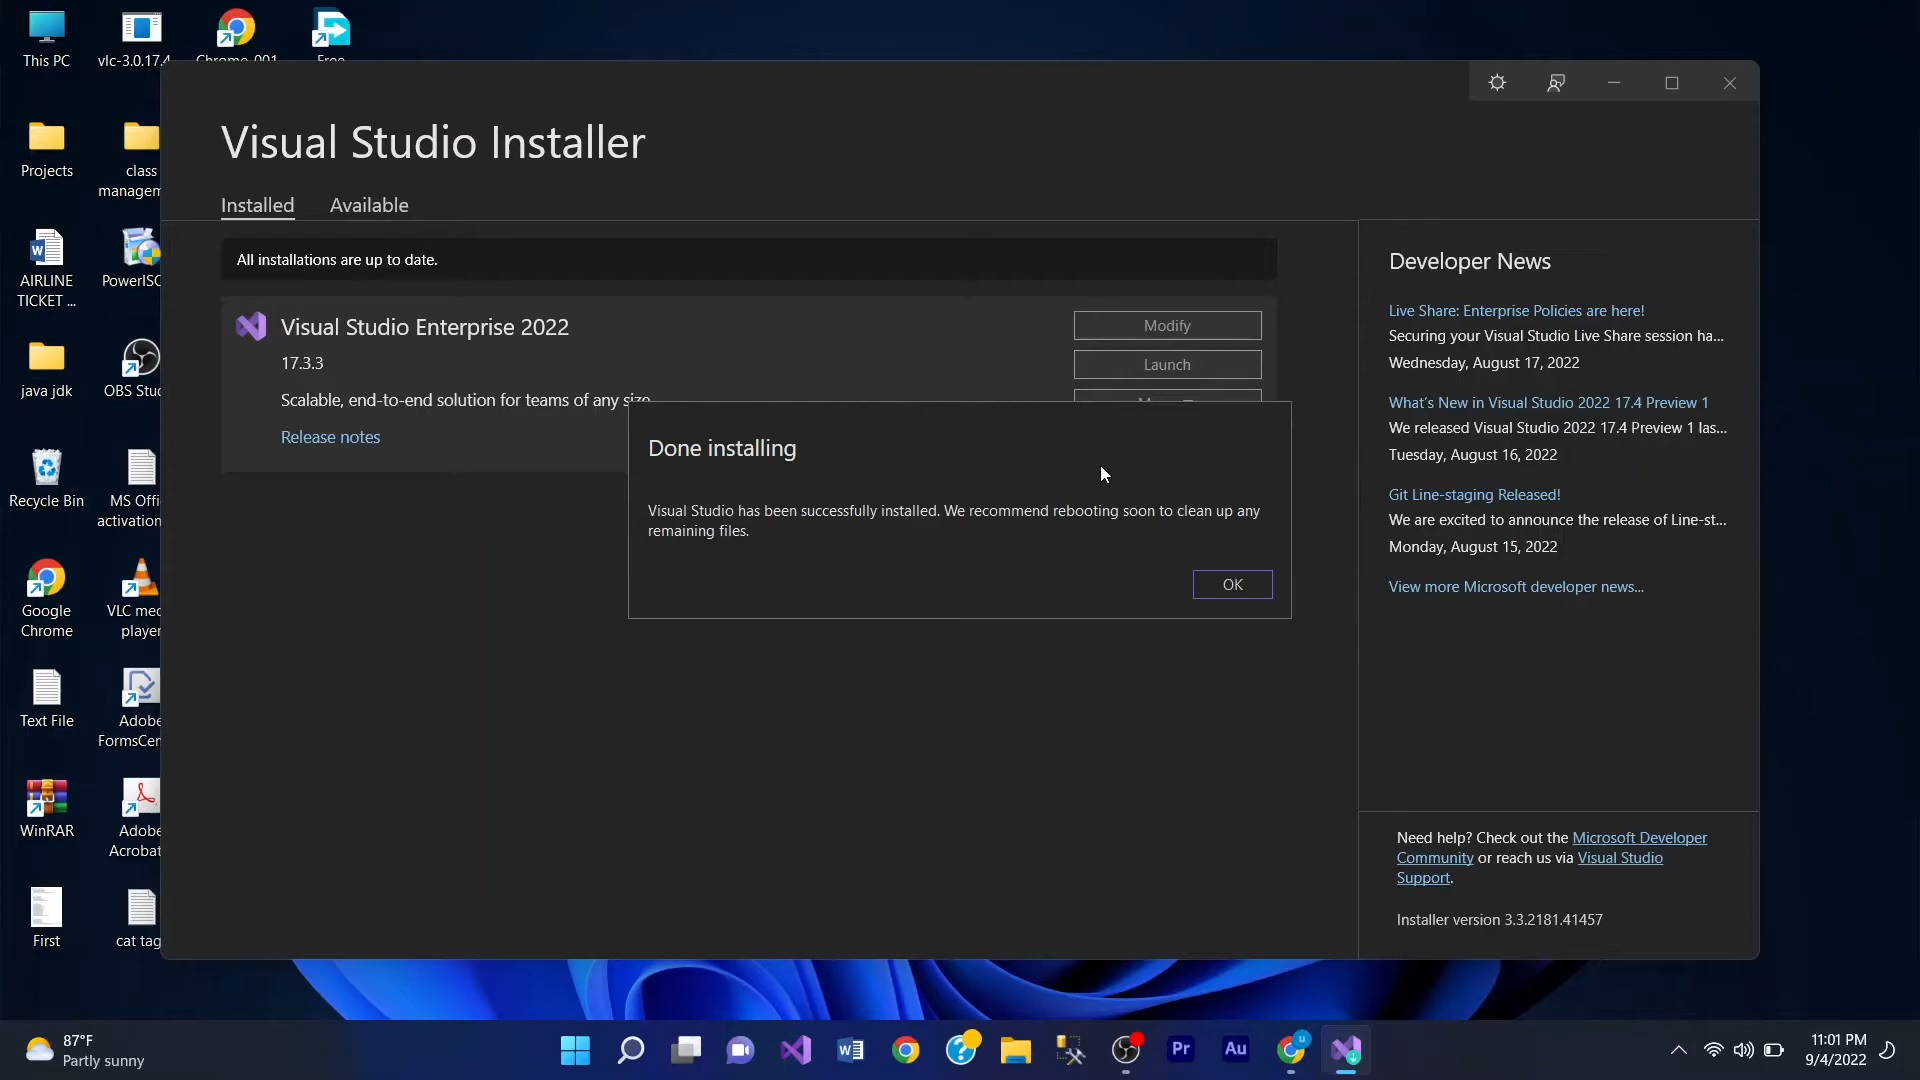 This PC
vlc-3.0.17.4
Chrome_001
Free
Projects
class
managem
AIRLINE
TICKET ...
PowerISO
java jdk
OBS Stud
Recycle Bin
MS Offi
activation
Google
Chrome
VLC med
player
Text File
Adobe
FormsCen
WinRAR
Adobe
Acrobat
First
cat tag
Visual Studio Installer
Installed
Available
All installations are up to date.
Visual Studio Enterprise 2022
17.3.3
Scalable, end-to-end solution for teams of any size
Release notes
Modify
Launch
Done installing
Visual Studio has been successfully installed. We recommend rebooting soon to clean up any
remaining files.
OK
Developer News
Live Share: Enterprise Policies are here!
Securing your Visual Studio Live Share session ha...
Wednesday, August 17, 2022
What's New in Visual Studio 2022 17.4 Preview 1
We released Visual Studio 2022 17.4 Preview 1 las...
Tuesday, August 16, 2022
Git Line-staging Released!
We are excited to announce the release of Line-st...
Monday, August 15, 2022
View more Microsoft developer news...
Need help? Check out the Microsoft Developer
Community or reach us via Visual Studio
Support.
Installer version 3.3.2181.41457
87°F
Partly sunny
Pr
Au
u
11:01 PM
9/4/2022